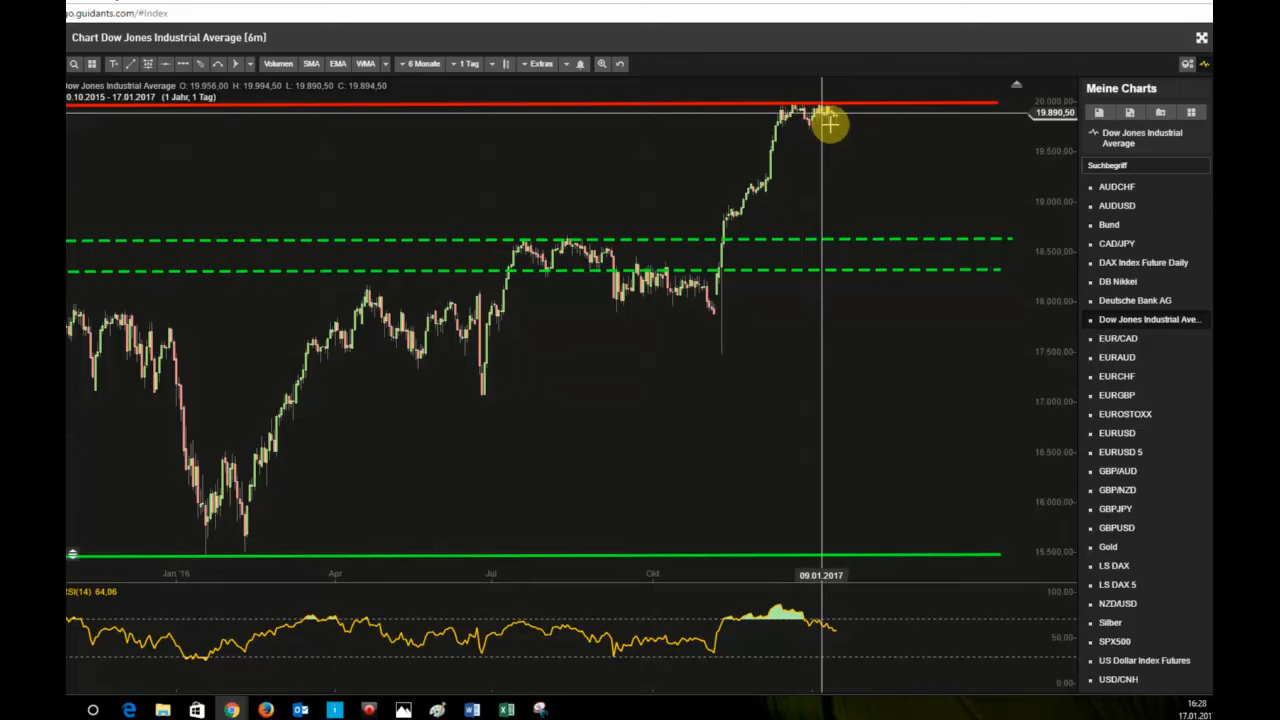 go.guidants.com/#Index
Chart Dow Jones Industrial Average [6m]
Volumen SMA EMA WMA 6 Monate 1 Tag Extras
Dow Jones Industrial Average O: 19.956,00 H: 19.994,50 L: 19.890,50 C: 19.894,50
0.10.2015 - 17.01.2017 (1 Jahr, 1 Tag)
20.000,00
19.890,50
19.500,00
19.000,00
18.500,00
18.000,00
17.500,00
17.000,00
16.500,00
16.000,00
15.500,00
Jan '16 Apr Jul Okt 09.01.2017
RSI(14) 64,06
100,00
50,00
0,00
Meine Charts
Dow Jones Industrial
Average
Suchbegriff
AUDCHF
AUDUSD
Bund
CAD/JPY
DAX Index Future Daily
DB Nikkei
Deutsche Bank AG
Dow Jones Industrial Ave...
EUR/CAD
EURAUD
EURCHF
EURGBP
EUROSTOXX
EURUSD
EURUSD 5
GBP/AUD
GBP/NZD
GBPJPY
GBPUSD
Gold
LS DAX
LS DAX 5
NZD/USD
Silber
SPX500
US Dollar Index Futures
USD/CNH
16:28
17.01.201